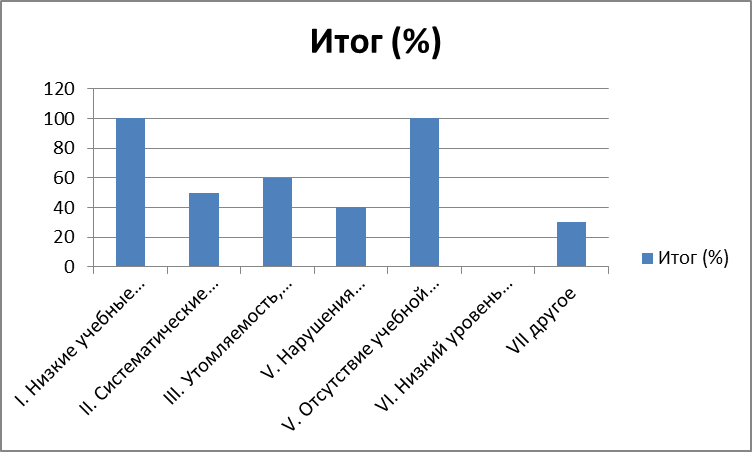 Итог (%)
120
100
80
60
40
20
0
I. Низкие учебные...
II. Систематические...
III. Утомляемость,...
V. Нарушения...
V. Отсутствие учебной...
VI. Низкий уровень...
VII другое
Итог (%)